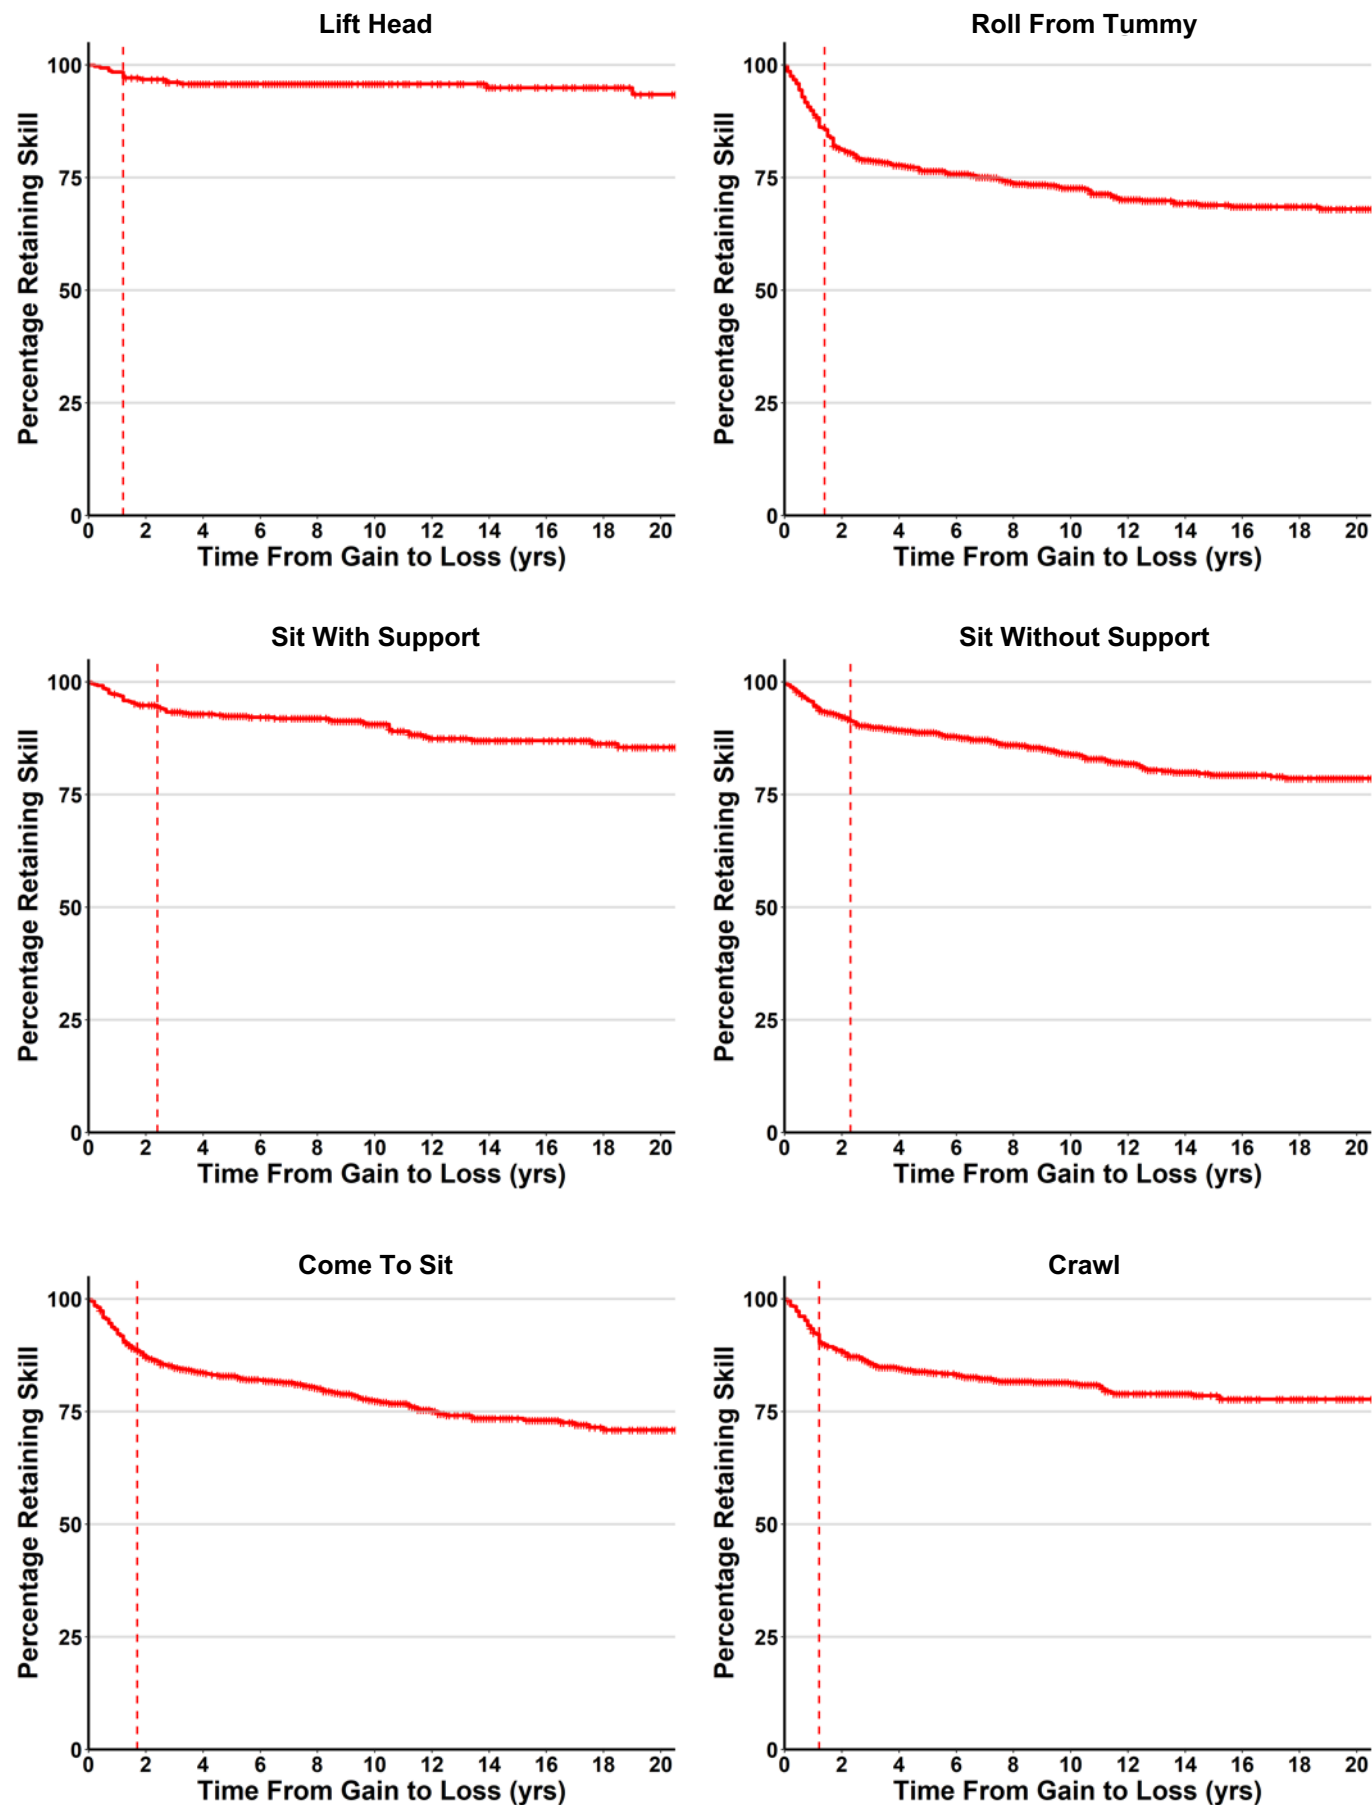 Lift Head
Roll From Tummy
Percentage Retaining Skill
100
75
50
25
0
0 2 4 6 8 10 12 14 16 18 20
Time From Gain to Loss (yrs)
Percentage Retaining Skill
100
75
50
25
0
0 2 4 6 8 10 12 14 16 18 20
Time From Gain to Loss (yrs)
Sit With Support
Sit Without Support
Percentage Retaining Skill
100
75
50
25
0
0 2 4 6 8 10 12 14 16 18 20
Time From Gain to Loss (yrs)
Percentage Retaining Skill
100
75
50
25
0
0 2 4 6 8 10 12 14 16 18 20
Time From Gain to Loss (yrs)
Come To Sit
Crawl
Percentage Retaining Skill
100
75
50
25
0
0 2 4 6 8 10 12 14 16 18 20
Time From Gain to Loss (yrs)
Percentage Retaining Skill
100
75
50
25
0
0 2 4 6 8 10 12 14 16 18 20
Time From Gain to Loss (yrs)